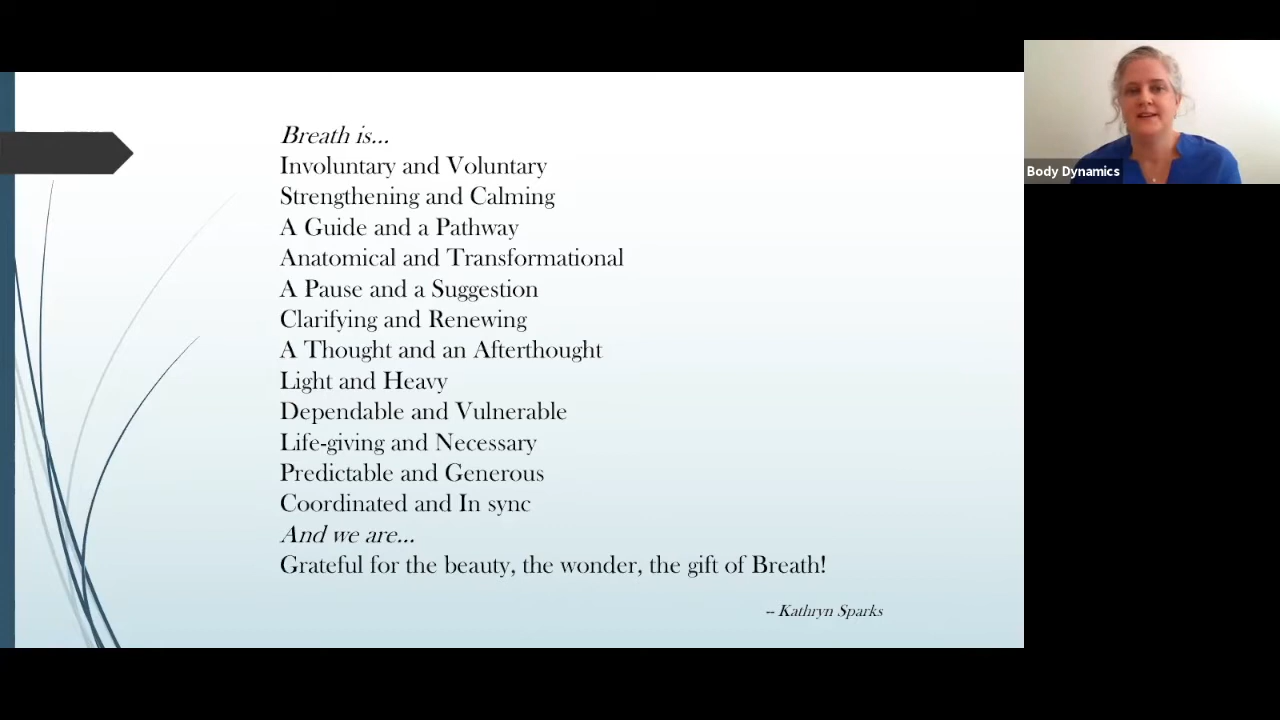 Breath is...
Involuntary and Voluntary
Strengthening and Calming
A Guide and a Pathway
Anatomical and Transformational
A Pause and a Suggestion
Clarifying and Renewing
A Thought and an Afterthought
Light and Heavy
Dependable and Vulnerable
Life-giving and Necessary
Predictable and Generous
Coordinated and In sync
And we are...
Grateful for the beauty, the wonder, the gift of Breath!
-- Kathryn Sparks
Body Dynamics